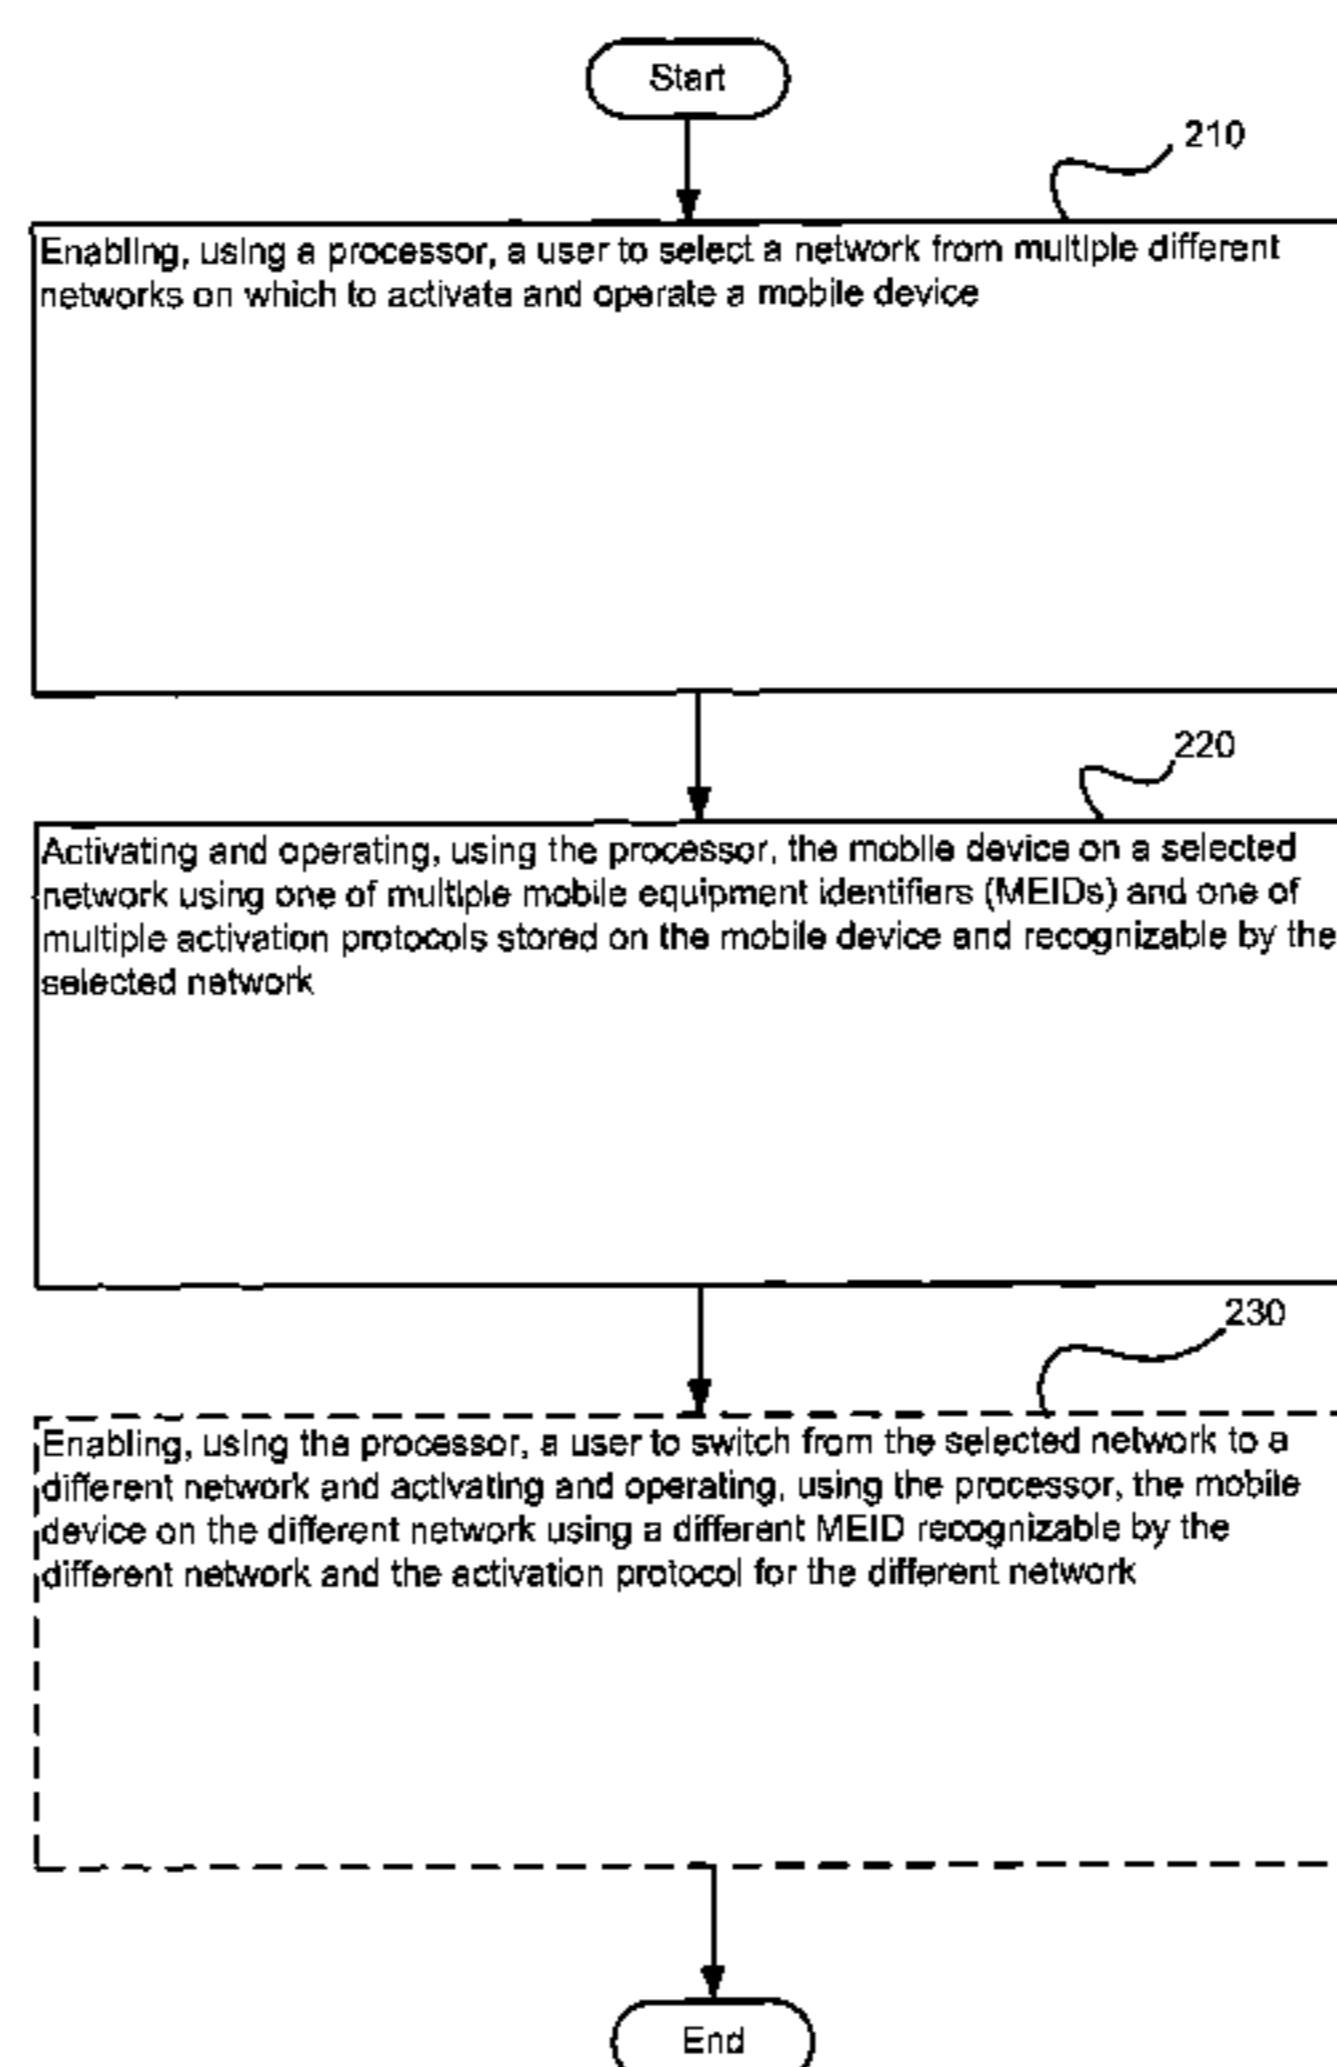 Start
210
Enabling, using a processor, a user to select a network from multiple different
networks on which to activate and operate a mobile device
220
Activating and operating, using the processor, the mobile device on a selected
network using one of multiple mobile equipment identifiers (MEIDs) and one of
multiple activation protocols stored on the mobile device and recognizable by the
selected network
230
Enabling, using the processor, a user to switch from the selected network to a
different network and activating and operating, using the processor, the mobile
device on the different network using a different MEID recognizable by the
different network and the activation protocol for the different network
End